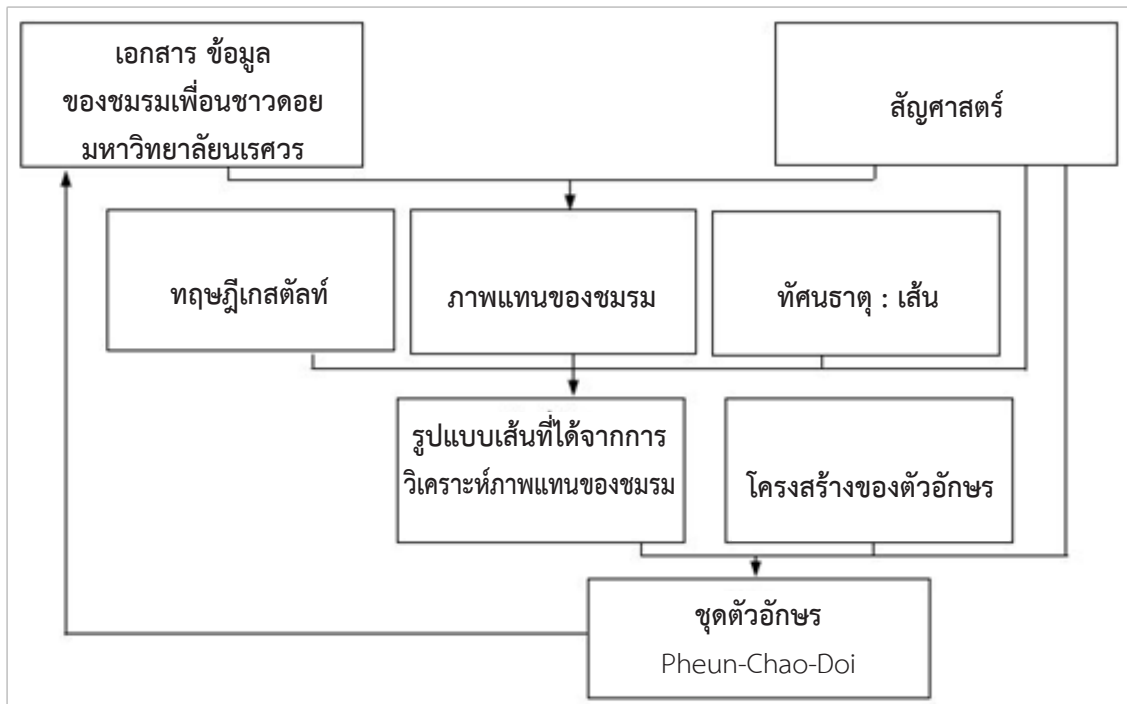 เอกสาร ข้อมูล
ของชมรมเพื่อนชาวดอย
มหาวิทยาลัยนเรศวร
สัญศาสตร์
ทฤษฎีเกสตัลท์
ภาพแทนของชมรม
ทัศนธาตุ : เส้น
รูปแบบเส้นที่ได้จากการ
วิเคราะห์ภาพแทนของชมรม
โครงสร้างของตัวอักษร
ชุดตัวอักษร
Pheun-Chao-Doi